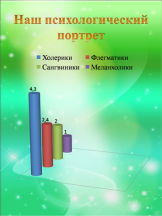 Наш психологический
портрет
Холерики Флегматики
Сангвиники Меланхолики
4,3
2,4
2
1